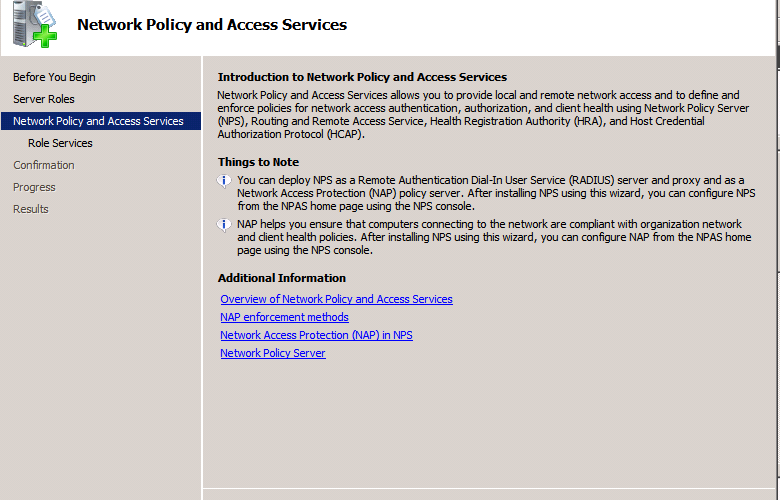 Network Policy and Access Services
Before You Begin
Server Roles
Network Policy and Access Services
Role Services
Confirmation
Progress
Results
Introduction to Network Policy and Access Services
Network Policy and Access Services allows you to provide local and remote network access and to define and
enforce policies for network access authentication, authorization, and client health using Network Policy Server
(NPS), Routing and Remote Access Service, Health Registration Authority (HRA), and Host Credential
Authorization Protocol (HCAP).
Things to Note
You can deploy NPS as a Remote Authentication Dial-In User Service (RADIUS) server and proxy and as a
Network Access Protection (NAP) policy server. After installing NPS using this wizard, you can configure NPS
from the NPAS home page using the NPS console.
NAP helps you ensure that computers connecting to the network are compliant with organization network
and client health policies. After installing NPS using this wizard, you can configure NAP from the NPAS home
page using the NPS console.
Additional Information
Overview of Network Policy and Access Services
NAP enforcement methods
Network Access Protection (NAP) in NPS
Network Policy Server